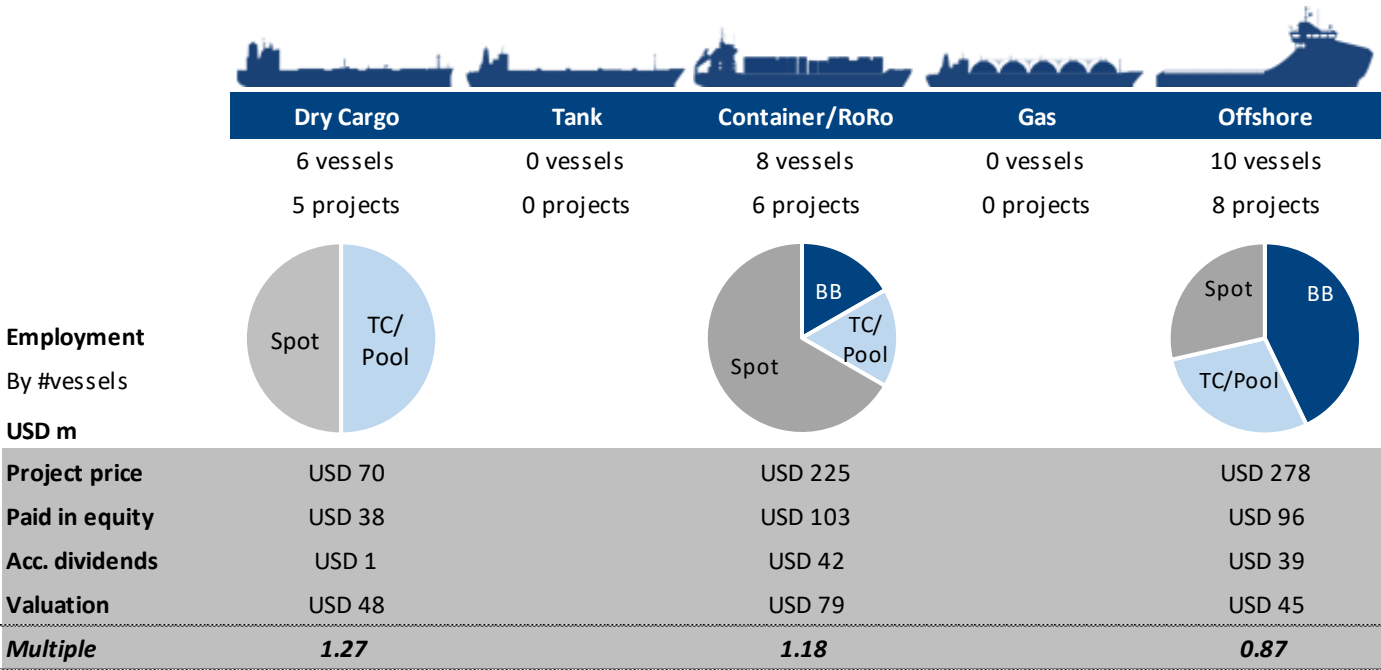 Dry Cargo Tank Container/RoRo Gas Offshore
6 vessels 0 vessels 8 vessels 0 vessels 10 vessels
5 projects 0 projects 6 projects 0 projects 8 projects
Spot
TC/
Pool
BB
TC/
Pool
Spot
Spot
BB
TC/Pool
Employment
By #vessels
USD m
Project price USD 70 USD 225 USD 278
Paid in equity USD 38 USD 103 USD 96
Acc. dividends USD 1 USD 42 USD 39
Valuation USD 48 USD 79 USD 45
Multiple 1.27 1.18 0.87